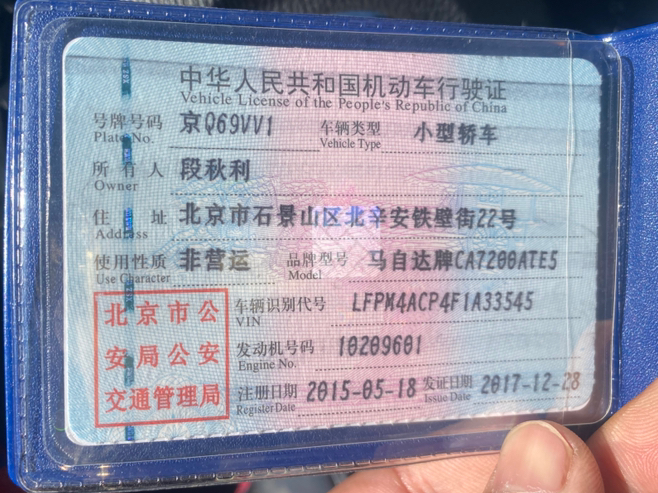 中华人民共和国机动车行驶证
Vehicle License of the People's Republic of China
号牌号码 京Q69VV1 车辆类型 小型轿车
Plate No. Vehicle Type
所有人 段秋利
Owner
住址 北京市石景山区北辛安铁壁街22号
Address
使用性质 非营运 品牌型号 马自达牌CA7200ATE5
Use Character Model
北京市公 车辆识别代号 LFPM4ACP4F1A33545
VIN
安局公安 发动机号码 10209601
Engine No.
交通管理局 注册日期 2015-05-18 发证日期 2017-12-28
Register Date Issue Date